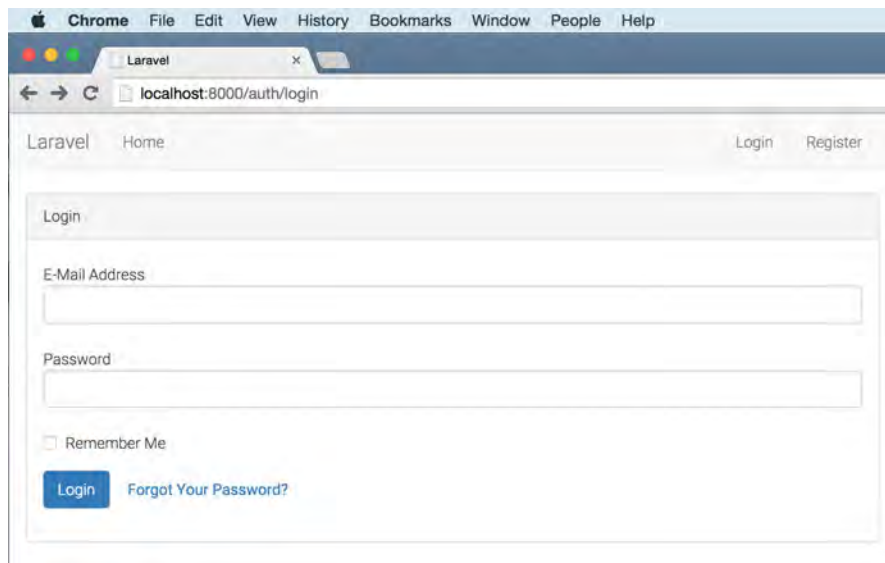 Chrome File Edit View History Bookmarks Window People Help
Laravel
localhost:8000/auth/login
Laravel Home Login Register
Login
E-Mail Address
Password
Remember Me
Login Forgot Your Password?